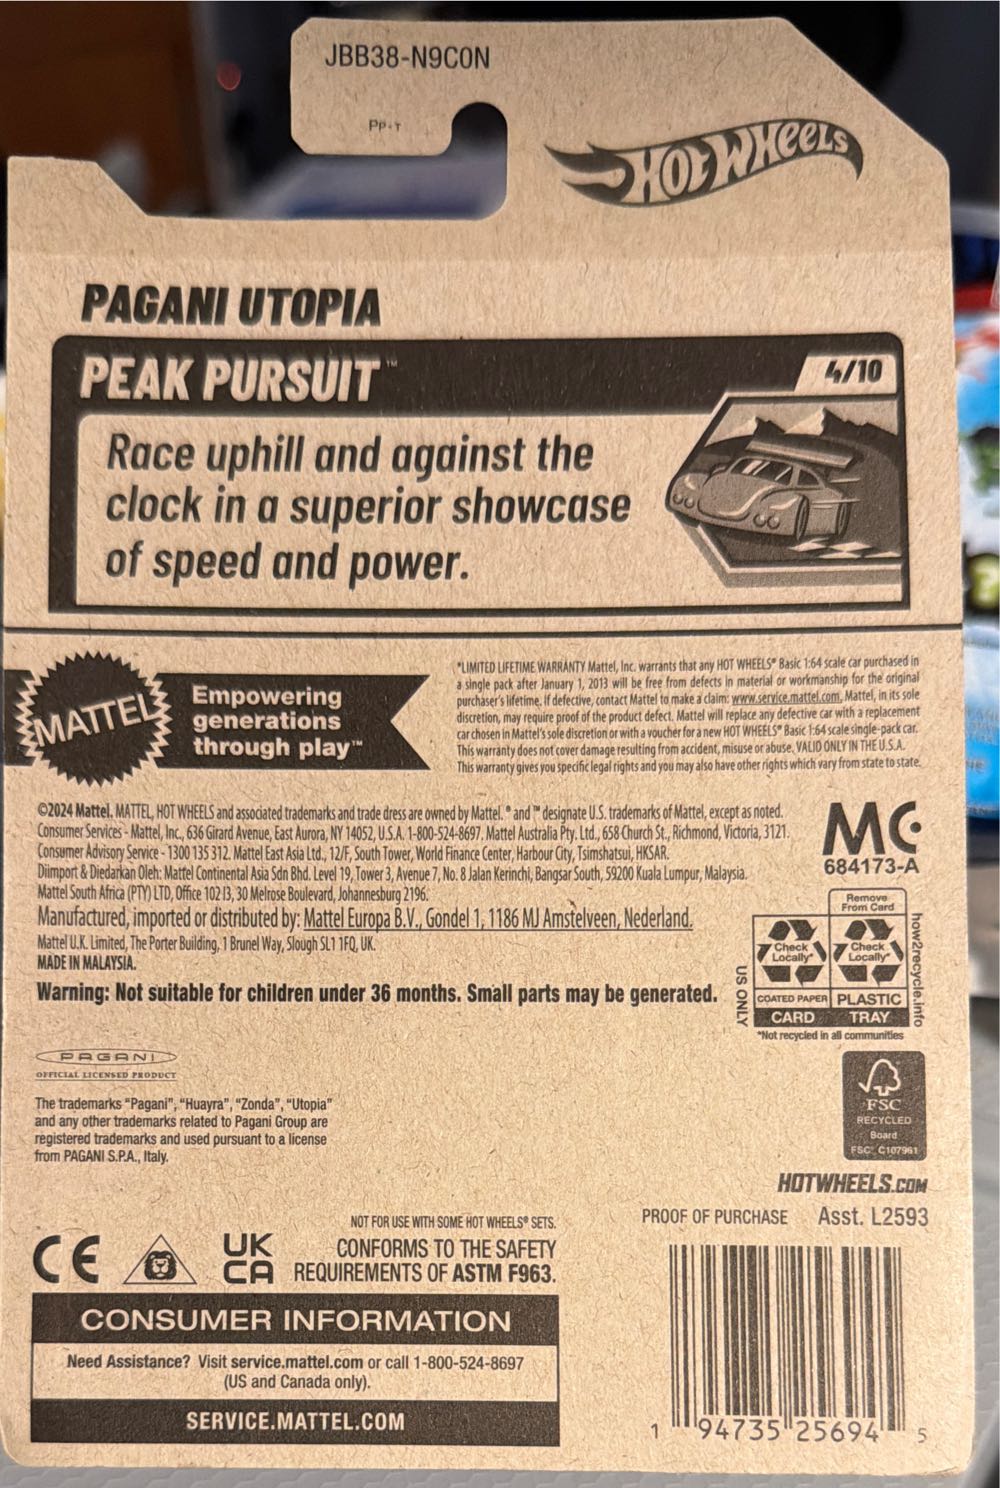 JBB38-N9C0N
PP-T
HOT WHEELS
PAGANI UTOPIA
PEAK PURSUIT™
4/10
Race uphill and against the
clock in a superior showcase
of speed and power.
MATTEL
Empowering
generations
through play™
*LIMITED LIFETIME WARRANTY Mattel, Inc. warrants that any HOT WHEELS® Basic 1:64 scale car purchased in
a single pack after January 1, 2013 will be free from defects in material or workmanship for the original
purchaser's lifetime. If defective, contact Mattel to make a claim: www.service.mattel.com. Mattel, in its sole
discretion, may require proof of the product defect. Mattel will replace any defective car with a replacement
car chosen in Mattel's sole discretion or with a voucher for a new HOT WHEELS® Basic 1:64 scale single-pack car.
This warranty does not cover damage resulting from accident, misuse or abuse. VALID ONLY IN THE U.S.A.
This warranty gives you specific legal rights and you may also have other rights which vary from state to state.
©2024 Mattel. MATTEL, HOT WHEELS and associated trademarks and trade dress are owned by Mattel. ® and ™ designate U.S. trademarks of Mattel, except as noted.
Consumer Services - Mattel, Inc., 636 Girard Avenue, East Aurora, NY 14052, U.S.A. 1-800-524-8697. Mattel Australia Pty. Ltd., 658 Church St., Richmond, Victoria, 3121.
Consumer Advisory Service - 1300 135 312. Mattel East Asia Ltd., 12/F, South Tower, World Finance Center, Harbour City, Tsimshatsui, HKSAR.
Diimport & Diedarkan Oleh: Mattel Continental Asia Sdn Bhd. Level 19, Tower 3, Avenue 7, No. 8 Jalan Kerinchi, Bangsar South, 59200 Kuala Lumpur, Malaysia.
Mattel South Africa (PTY) LTD, Office 102 I3, 30 Melrose Boulevard, Johannesburg 2196.
Manufactured, imported or distributed by: Mattel Europa B.V., Gondel 1, 1186 MJ Amstelveen, Nederland.
Mattel U.K. Limited, The Porter Building, 1 Brunel Way, Slough SL1 1FQ, UK.
MADE IN MALAYSIA.
Warning: Not suitable for children under 36 months. Small parts may be generated.
MC
684173-A
Remove
From Card
Check
Locally*
Check
Locally*
COATED PAPER
PLASTIC
CARD
TRAY
US ONLY
how2recycle.info
*Not recycled in all communities
PAGANI
OFFICIAL LICENSED PRODUCT
The trademarks "Pagani", "Huayra", "Zonda", "Utopia"
and any other trademarks related to Pagani Group are
registered trademarks and used pursuant to a license
from PAGANI S.P.A., Italy.
FSC
RECYCLED
Board
FSC® C107961
HOTWHEELS.COM
PROOF OF PURCHASE Asst. L2593
NOT FOR USE WITH SOME HOT WHEELS® SETS.
CE
UK
CA
CONFORMS TO THE SAFETY
REQUIREMENTS OF ASTM F963.
CONSUMER INFORMATION
Need Assistance? Visit service.mattel.com or call 1-800-524-8697
(US and Canada only).
SERVICE.MATTEL.COM
1 94735 25694 5